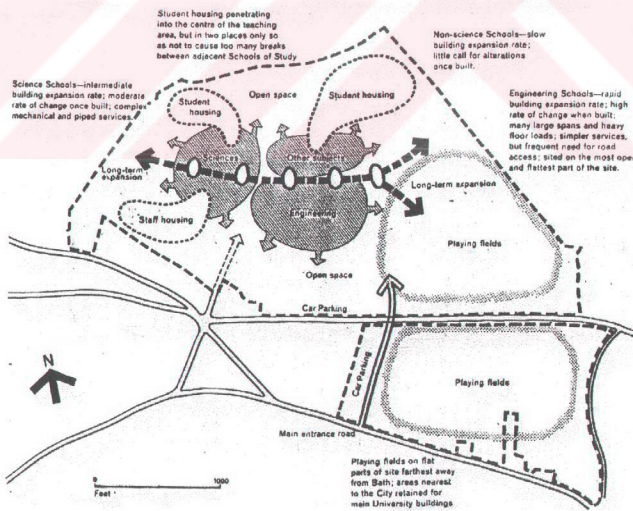 Student housing penetrating
into the centre of the teaching
area, but in two places only so
as not to cause too many breaks
between adjacent Schools of Study
Non-science Schools—slow
building expansion rate;
little call for alterations
once built.
Science Schools—intermediate
building expansion rate; moderate
rate of change once built; complex
mechanical and piped services.
Engineering Schools—rapid
building expansion rate; high
rate of change when built;
many large spans and heavy
floor loads; simpler services,
but frequent need for road
access; sited on the most open
and flattest part of the site.
Student housing
Open space
Student housing
Sciences
Other subjects
Long-term
expansion
Long-term expansion
Staff housing
Engineering
Playing fields
Open space
Car Parking
N
Car Parking
Playing fields
Main entrance road
0
1000
Feet
Playing fields on flat
parts of site farthest away
from Bath; areas nearest
to the City retained for
main University buildings